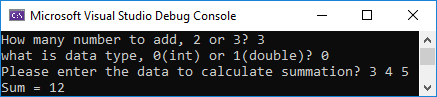 Microsoft Visual Studio Debug Console
How many number to add, 2 or 3? 3
what is data type, 0(int) or 1(double)? 0
Please enter the data to calculate summation? 3 4 5
Sum = 12